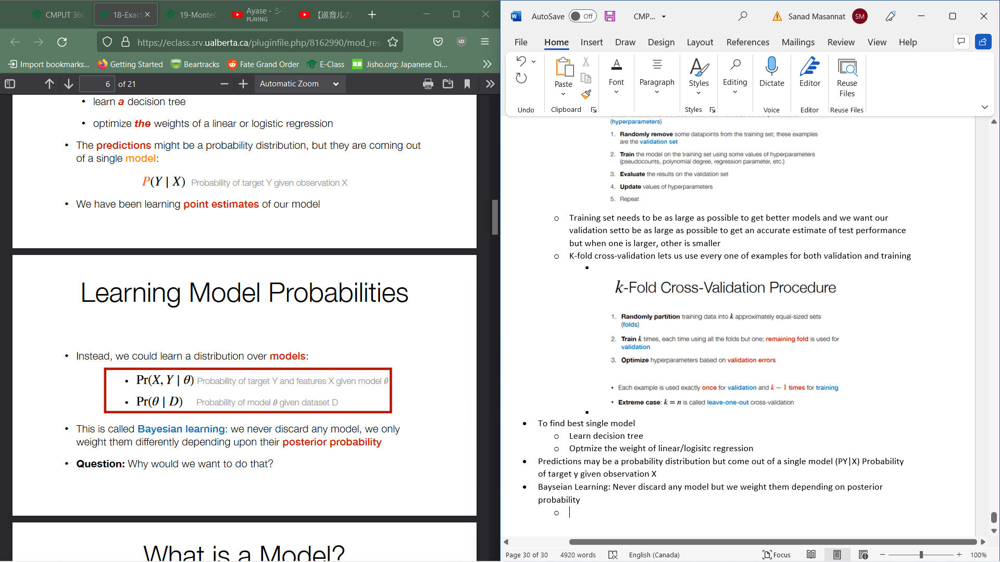 CMPUT 366
18-Exact
19-MonteC
Ayase - シス
PLAYING
【巡音ルカ
https://eclass.srv.ualberta.ca/pluginfile.php/8162990/mod_res
Import bookmarks...
Getting Started
Beartracks
Fate Grand Order
E-Class
Jisho.org: Japanese Di...
6 of 21
Automatic Zoom
• learn a decision tree
• optimize the weights of a linear or logistic regression
• The predictions might be a probability distribution, but they are coming out
of a single model:
P(Y | X) Probability of target Y given observation X
• We have been learning point estimates of our model
Learning Model Probabilities
• Instead, we could learn a distribution over models:
• Pr(X, Y | θ) Probability of target Y and features X given model θ
• Pr(θ | D) Probability of model θ given dataset D
• This is called Bayesian learning: we never discard any model, we only
weight them differently depending upon their posterior probability
• Question: Why would we want to do that?
What is a Model?
AutoSave Off CMP... Sanad Masannat SM
File Home Insert Draw Design Layout References Mailings Review View Help
Paste Font Paragraph Styles Editing Dictate Editor Reuse
Files
Undo Clipboard Styles Voice Editor Reuse Files
(hyperparameters)
1. Randomly remove some datapoints from the training set; these examples
are the validation set
2. Train the model on the training set using some values of hyperparameters
(pseudocounts, polynomial degree, regression parameter, etc.)
3. Evaluate the results on the validation set
4. Update values of hyperparameters
5. Repeat
o Training set needs to be as large as possible to get better models and we want our
validation setto be as large as possible to get an accurate estimate of test performance
but when one is larger, other is smaller
o K-fold cross-validation lets us use every one of examples for both validation and training
k-Fold Cross-Validation Procedure
1. Randomly partition training data into k approximately equal-sized sets
(folds)
2. Train k times, each time using all the folds but one; remaining fold is used for
validation
3. Optimize hyperparameters based on validation errors
• Each example is used exactly once for validation and k − 1 times for training
• Extreme case: k = n is called leave-one-out cross-validation
• To find best single model
o Learn decision tree
o Optmize the weight of linear/logisitc regression
• Predictions may be a probability distribution but come out of a single model (PY|X) Probability
of target y given observation X
• Bayseian Learning: Never discard any model but we weight them depending on posterior
probability
o
Page 30 of 30 4920 words English (Canada) Focus 100%